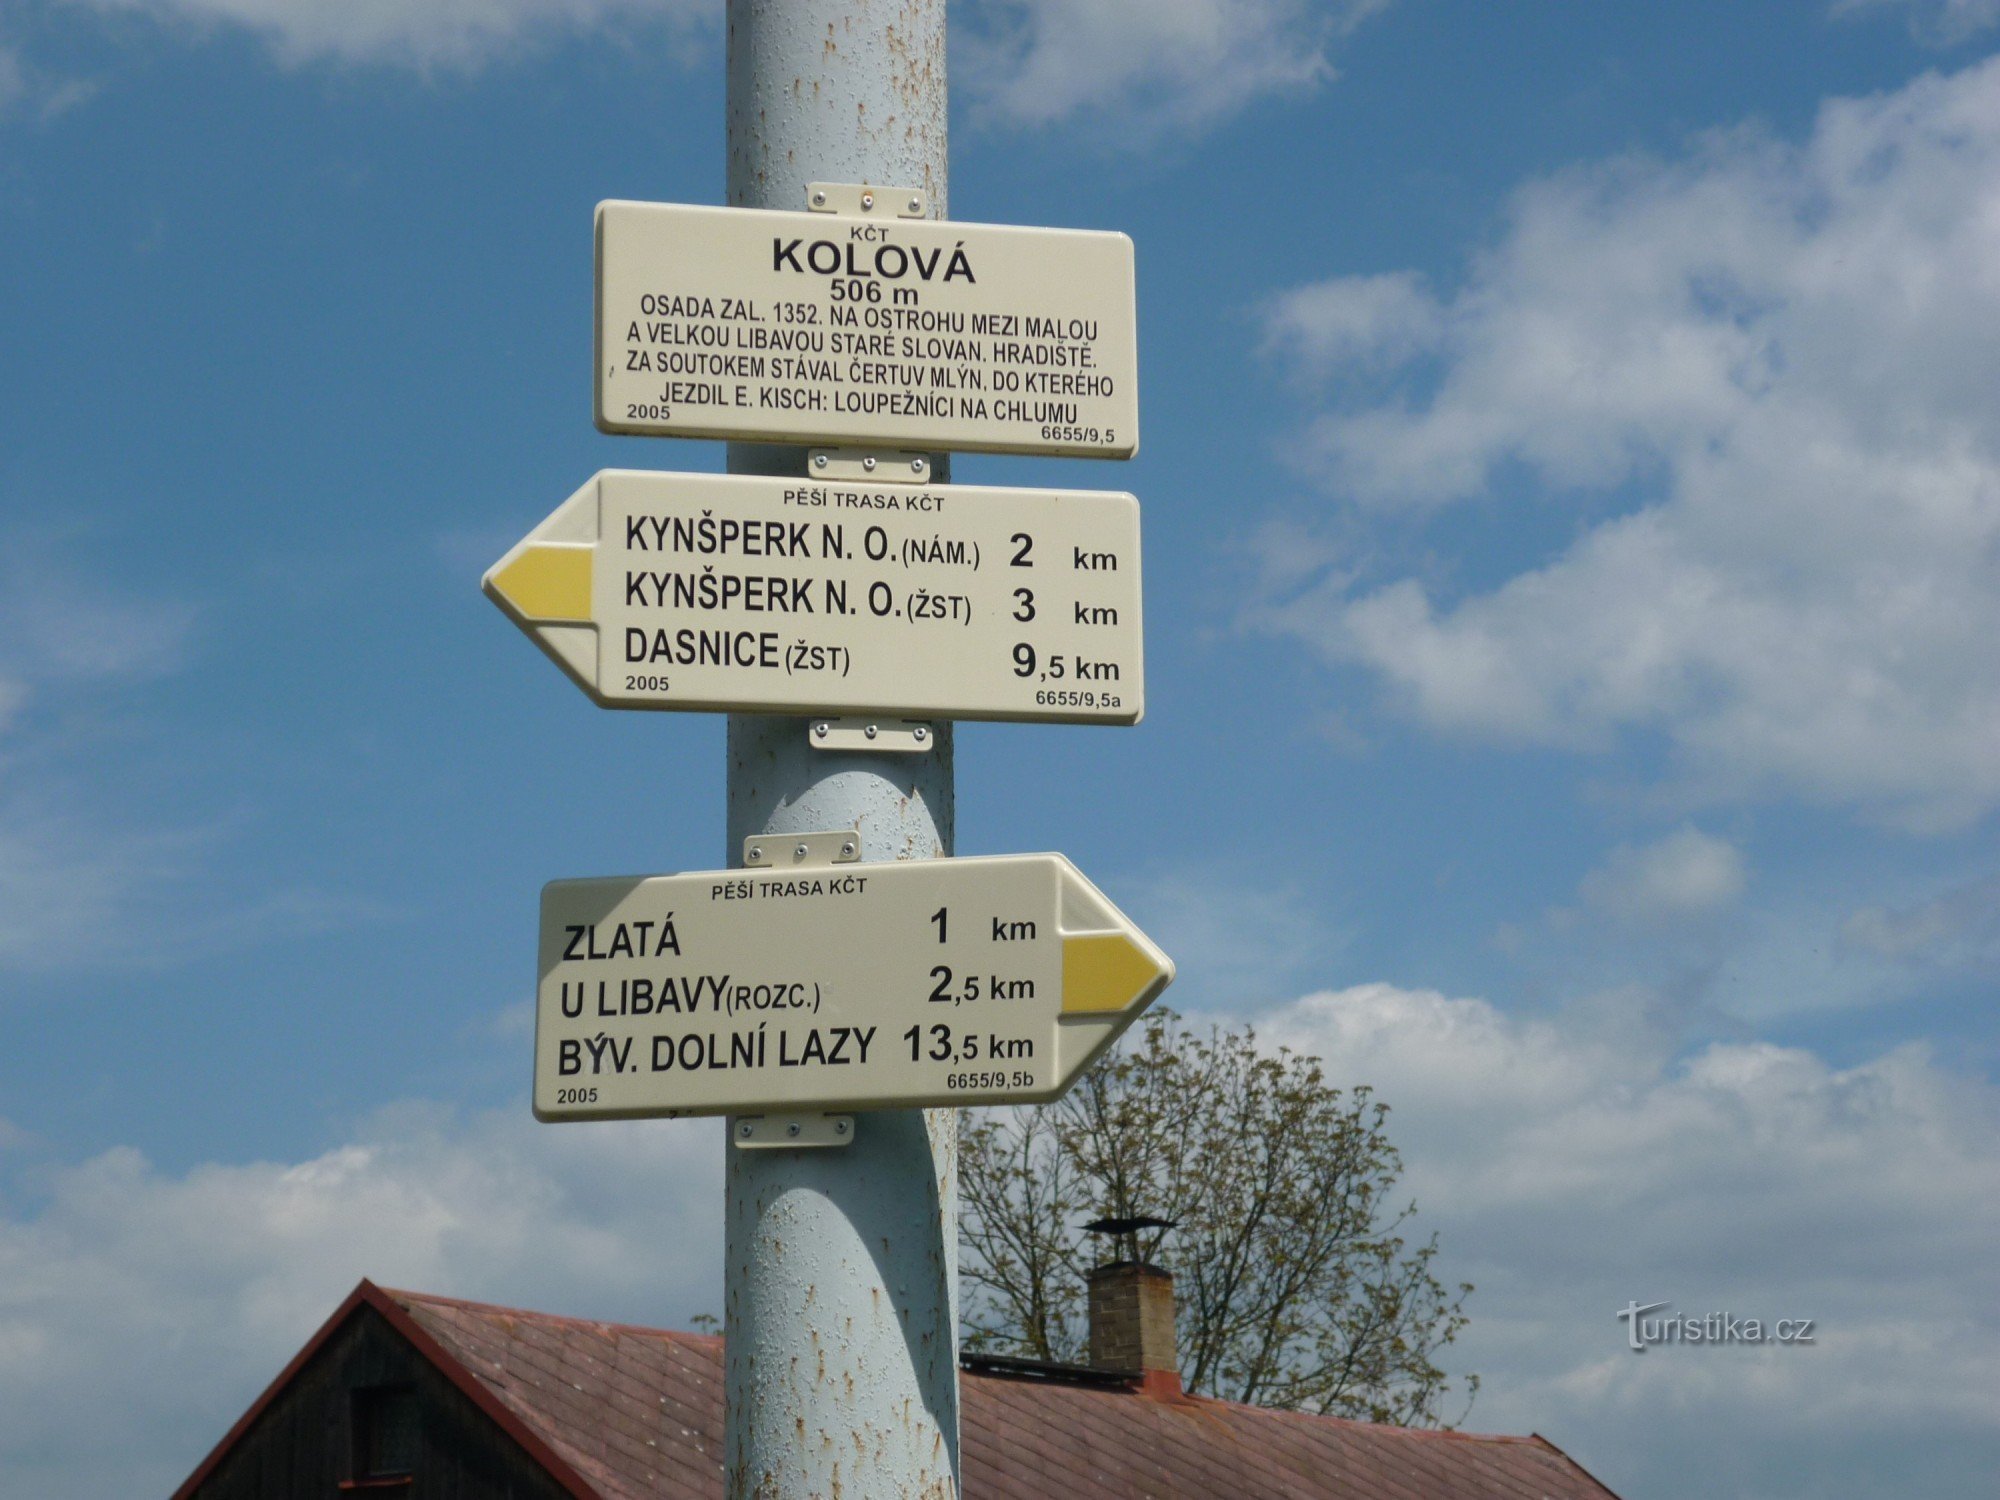 KČT
KOLOVÁ
506 m
OSADA ZAL. 1352. NA OSTROHU MEZI MALOU
A VELKOU LIBAVOU STARÉ SLOVAN. HRADIŠTĚ.
ZA SOUTOKEM STÁVAL ČERTUV MLÝN, DO KTERÉHO
JEZDIL E. KISCH: LOUPEŽNÍCI NA CHLUMU
2005 6655/9,5
PĚŠÍ TRASA KČT
KYNŠPERK N. O. (NÁM.) 2 km
KYNŠPERK N. O. (ŽST) 3 km
DASNICE (ŽST) 9,5 km
2005 6655/9,5a
PĚŠÍ TRASA KČT
ZLATÁ 1 km
U LIBAVY (ROZC.) 2,5 km
BÝV. DOLNÍ LAZY 13,5 km
2005 6655/9,5b
Turistika.cz